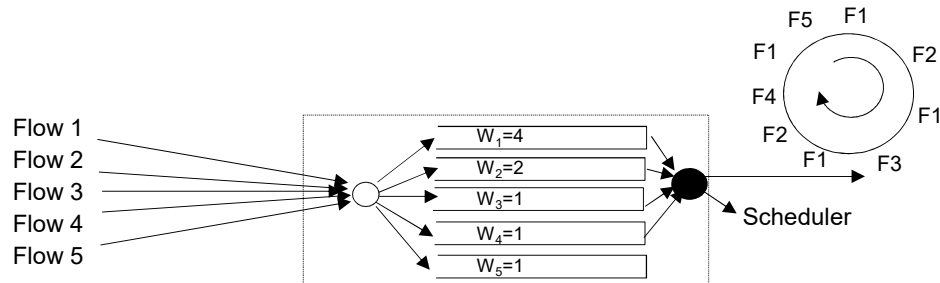 F5 F1
F1 F2
F4 F1
F2 F1 F3
Flow 1
Flow 2
Flow 3
Flow 4
Flow 5
W₁=4
W₂=2
W₃=1
W₄=1
W₅=1
Scheduler